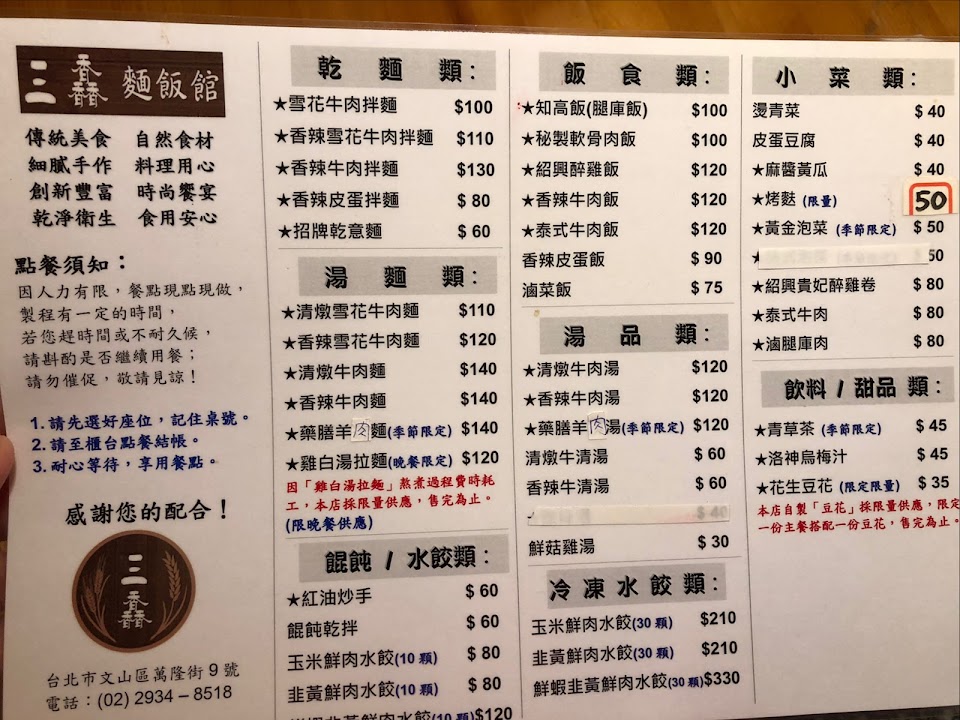 三 香香香 麵飯館
傳統美食 自然食材
細膩手作 料理用心
創新豐富 時尚饗宴
乾淨衛生 食用安心
點餐須知：
因人力有限，餐點現點現做，
製程有一定的時間，
若您趕時間或不耐久候，
請斟酌是否繼續用餐；
請勿催促，敬請見諒！
1. 請先選好座位，記住桌號。
2. 請至櫃台點餐結帳。
3. 耐心等待，享用餐點。
感謝您的配合！
三
香香香
台北市文山區萬隆街 9 號
電話：(02) 2934 – 8518
乾 麵 類：
★雪花牛肉拌麵 $100
★香辣雪花牛肉拌麵 $110
★香辣牛肉拌麵 $130
★香辣皮蛋拌麵 $ 80
★招牌乾意麵 $ 60
湯 麵 類：
★清燉雪花牛肉麵 $110
★香辣雪花牛肉麵 $120
★清燉牛肉麵 $140
★香辣牛肉麵 $140
★藥膳羊肉麵(季節限定) $140
★雞白湯拉麵(晚餐限定) $120
因「雞白湯拉麵」熬煮過程費時耗
工，本店採限量供應，售完為止。
(限晚餐供應)
餛飩 / 水餃類：
★紅油炒手 $ 60
餛飩乾拌 $ 60
玉米鮮肉水餃(10 顆) $ 80
韭黃鮮肉水餃(10 顆) $ 80
鮮蝦韭黃鮮肉水餃(10 顆)$120
飯 食 類：
★知高飯(腿庫飯) $100
★秘製軟骨肉飯 $100
★紹興醉雞飯 $120
★香辣牛肉飯 $120
★泰式牛肉飯 $120
香辣皮蛋飯 $ 90
滷菜飯 $ 75
湯 品 類：
★清燉牛肉湯 $120
★香辣牛肉湯 $120
★藥膳羊肉湯(季節限定) $120
清燉牛清湯 $ 60
香辣牛清湯 $ 60
$ 40
鮮菇雞湯 $ 30
冷 凍 水 餃 類：
玉米鮮肉水餃(30 顆) $210
韭黃鮮肉水餃(30 顆) $210
鮮蝦韭黃鮮肉水餃(30 顆)$330
小 菜 類：
燙青菜 $ 40
皮蛋豆腐 $ 40
★麻醬黃瓜 $ 40
★烤麩 (限量) 50
★黃金泡菜 (季節限定) $ 50
★ 50
★紹興貴妃醉雞卷 $ 80
★泰式牛肉 $ 80
★滷腿庫肉 $ 80
飲料 / 甜品 類：
★青草茶 (季節限定) $ 45
★洛神烏梅汁 $ 45
★花生豆花 (限定限量) $ 35
本店自製「豆花」採限量供應，限定
一份主餐搭配一份豆花，售完為止。